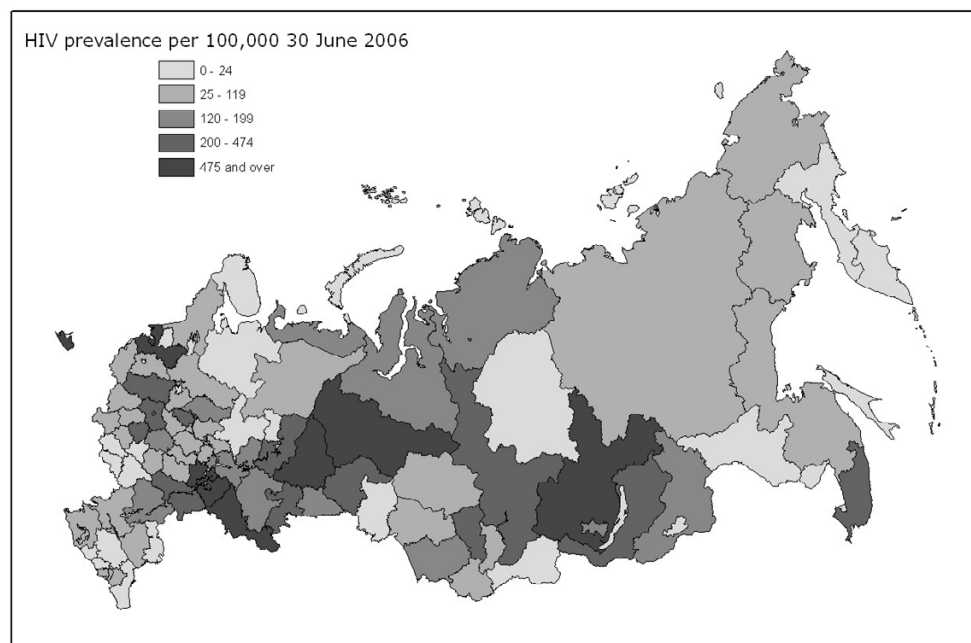 HIV prevalence per 100,000 30 June 2006
0 - 24
25 - 119
120 - 199
200 - 474
475 and over